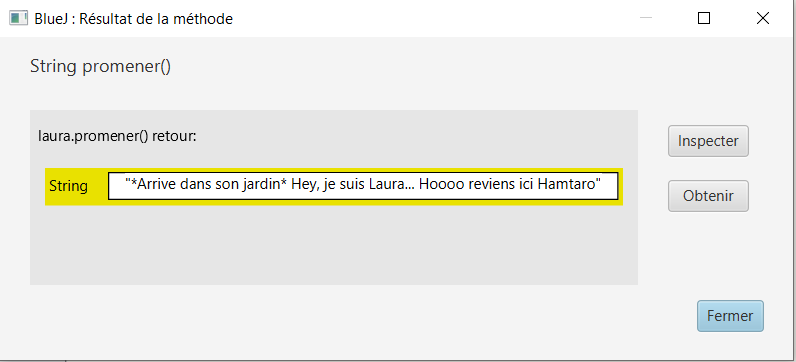 BlueJ : Résultat de la méthode
String promener()
laura.promener() retour:
String "*Arrive dans son jardin* Hey, je suis Laura... Hoooo reviens ici Hamtaro"
Inspecter
Obtenir
Fermer